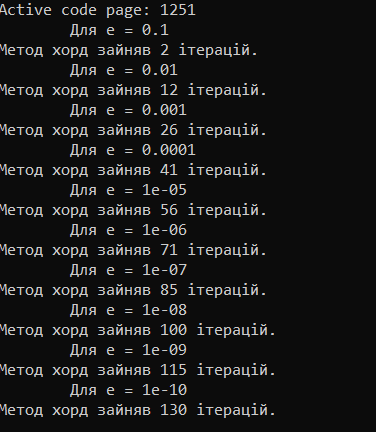 Active code page: 1251
Для e = 0.1
Метод хорд зайняв 2 ітерацій.
Для e = 0.01
Метод хорд зайняв 12 ітерацій.
Для e = 0.001
Метод хорд зайняв 26 ітерацій.
Для e = 0.0001
Метод хорд зайняв 41 ітерацій.
Для e = 1e-05
Метод хорд зайняв 56 ітерацій.
Для e = 1e-06
Метод хорд зайняв 71 ітерацій.
Для e = 1e-07
Метод хорд зайняв 85 ітерацій.
Для e = 1e-08
Метод хорд зайняв 100 ітерацій.
Для e = 1e-09
Метод хорд зайняв 115 ітерацій.
Для e = 1e-10
Метод хорд зайняв 130 ітерацій.